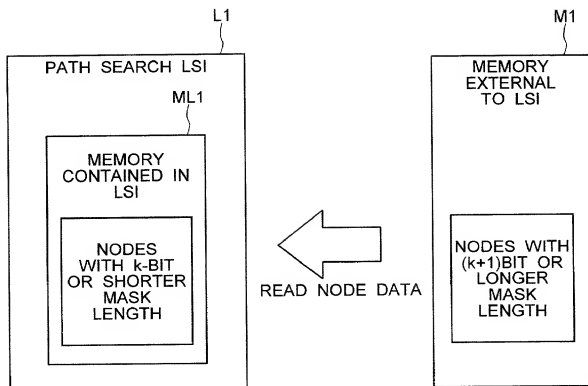 L1
M1
PATH SEARCH LSI
MEMORY
EXTERNAL
TO LSI
ML1
MEMORY
CONTAINED IN
LSI
NODES
WITH k-BIT
OR SHORTER
MASK
LENGTH
READ NODE DATA
NODES WITH
(k+1)BIT OR
LONGER
MASK
LENGTH